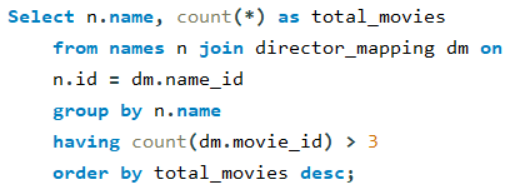 Select n.name, count(*) as total_movies
from names n join director_mapping dm on
n.id = dm.name_id
group by n.name
having count(dm.movie_id) > 3
order by total_movies desc;